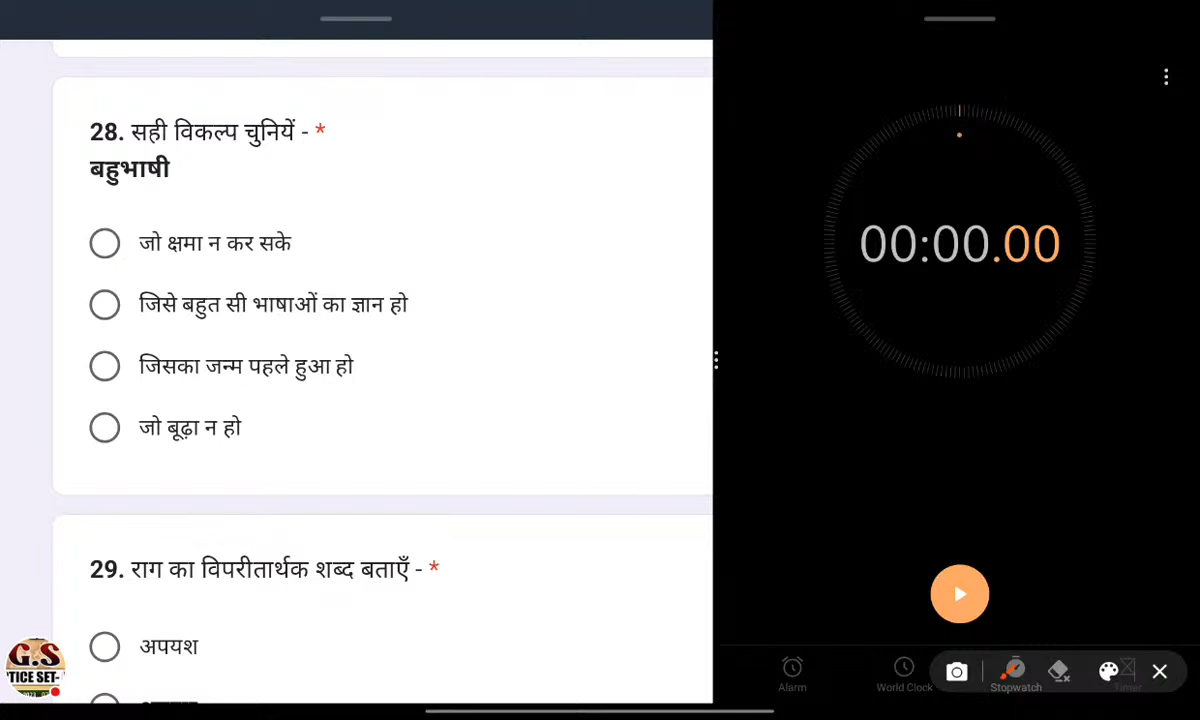 28. सही विकल्प चुनियें - *
बहुभाषी
जो क्षमा न कर सके
जिसे बहुत सी भाषाओं का ज्ञान हो
जिसका जन्म पहले हुआ हो
जो बूढ़ा न हो
29. राग का विपरीतार्थक शब्द बताएँ - *
अपयश
G.S
TICE SET-
00:00.00
Alarm
World Clock
Stopwatch
Timer